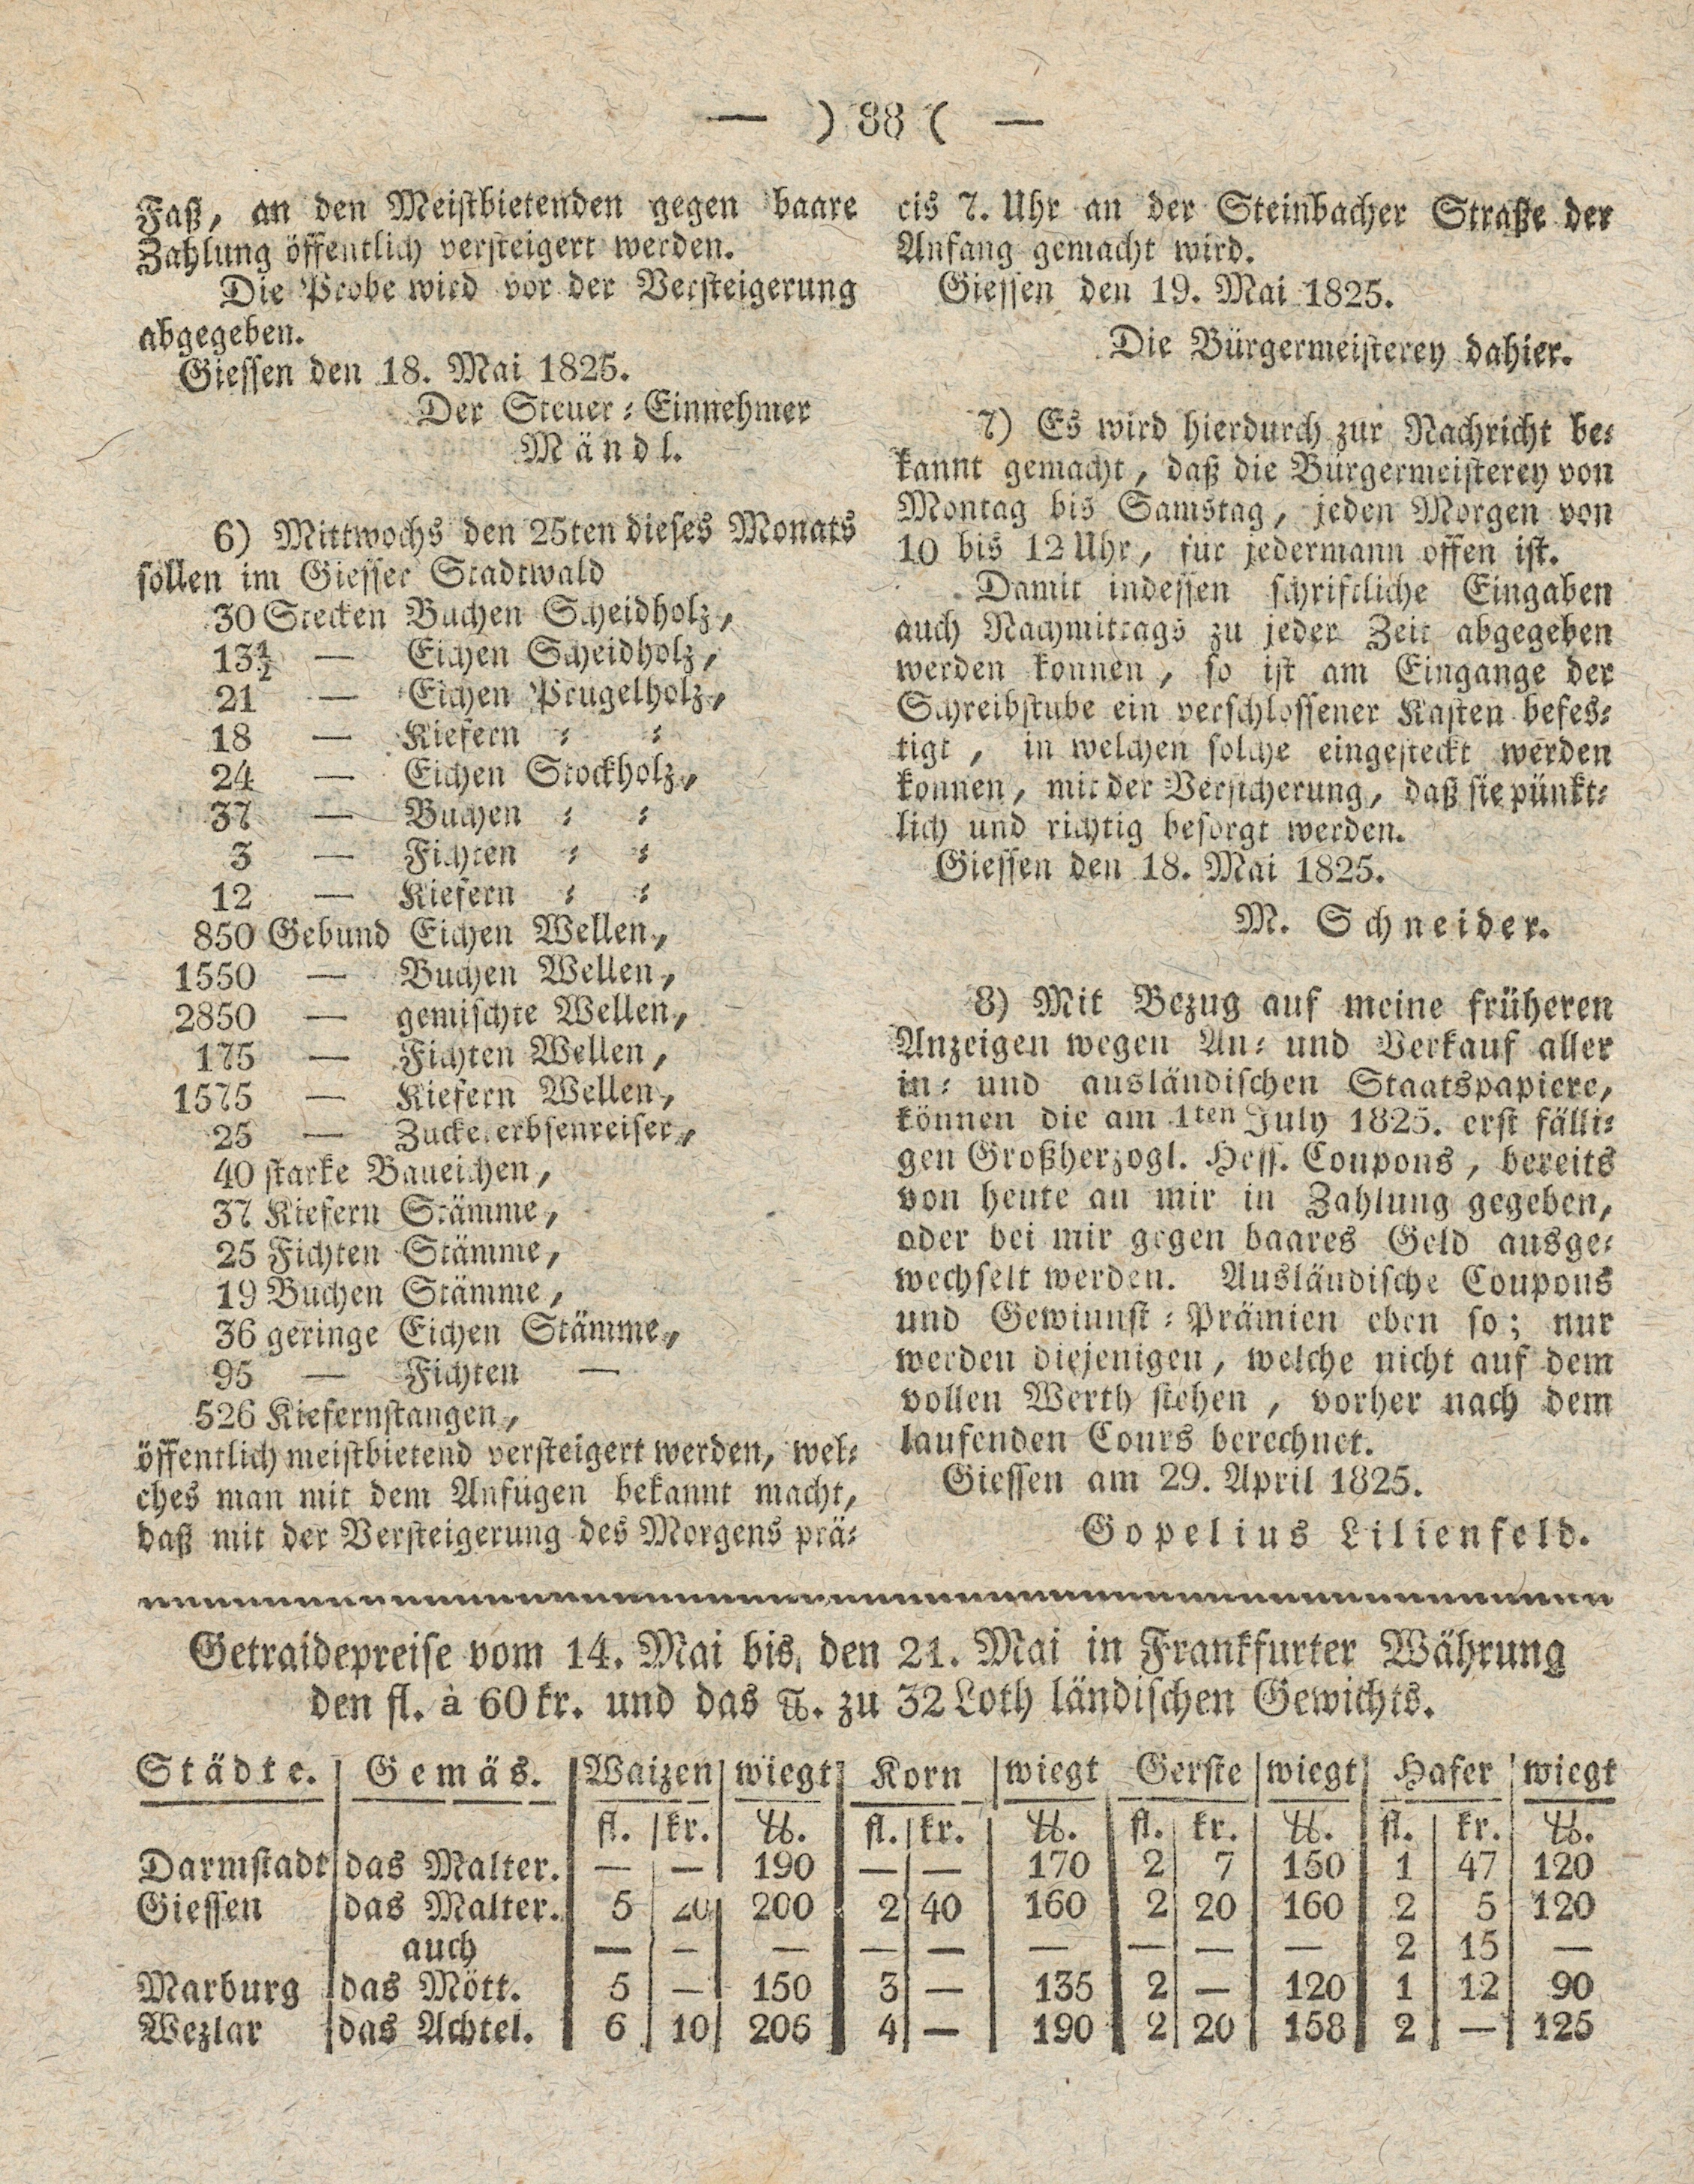 — ) 88 ( —
Faß, an den Meistbietenden gegen baare
Zahlung öffentlich versteigert werden.
Die Probe wird vor der Versteigerung
abgegeben.
Giessen den 18. Mai 1825.
Der Steuer-Einnehmer
Mändl.
6) Mittwochs den 25ten dieses Monats
sollen im Giesser Stadtwald
30 Stecken Buchen Scheidholz,
13½ — Eichen Scheidholz,
21 — Eichen Prugelholz,
18 — Kiefern = =
24 — Eichen Stockholz,
37 — Buchen = =
3 — Fichten = =
12 — Kiefern = =
850 Gebund Eichen Wellen,
1550 — Buchen Wellen,
2850 — gemischte Wellen,
175 — Fichten Wellen,
1575 — Kiefern Wellen,
25 — Zuckererbsenreiser,
40 starke Baueichen,
37 Kiefern Stämme,
25 Fichten Stämme,
19 Buchen Stämme,
36 geringe Eichen Stämme,
95 — Fichten —
526 Kiefernstangen,
öffentlich meistbietend versteigert werden, wel-
ches man mit dem Anfugen bekannt macht,
daß mit der Versteigerung des Morgens prä-
cis 7. Uhr an der Steinbacher Straße der
Anfang gemacht wird.
Giessen den 19. Mai 1825.
Die Bürgermeisterey dahier.
7) Es wird hierdurch zur Nachricht be-
kannt gemacht, daß die Burgermeisterey von
Montag bis Samstag, jeden Morgen von
10 bis 12 Uhr, fur jedermann offen ist.
Damit indessen schriftliche Eingaben
auch Nachmittags zu jeder Zeit abgegeben
werden konnen, so ist am Eingange der
Schreibstube ein verschlossener Kasten befes-
tigt, in welchen solche eingesteckt werden
konnen, mit der Versicherung, daß sie pünkt-
lich und richtig besorgt werden.
Giessen den 18. Mai 1825.
M. Schneider.
8) Mit Bezug auf meine früheren
Anzeigen wegen An- und Verkauf aller
in- und ausländischen Staatspapiere,
können die am 1ten July 1825. erst fälli-
gen Großherzogl. Hess. Coupons, bereits
von heute an mir in Zahlung gegeben,
oder bei mir gegen baares Geld ausge-
wechselt werden. Ausländische Coupons
und Gewinnst-Prämien eben so; nur
werden diejenigen, welche nicht auf dem
vollen Werth stehen, vorher nach dem
laufenden Cours berechnet.
Giessen am 29. April 1825.
Gopelius Lilienfeld.
Getraidepreise vom 14. Mai bis den 21. Mai in Frankfurter Währung
den fl. à 60 kr. und das ℔. zu 32 Loth ländischen Gewichts.
Städte. Gemäs. Waizen wiegt Korn wiegt Gerste wiegt Hafer wiegt
fl. kr. ℔. fl. kr. ℔. fl. kr. ℔. fl. kr. ℔.
Darmstadt das Malter. — — 190 — — 170 2 7 150 1 47 120
Giessen das Malter. 5 20 200 2 40 160 2 20 160 2 5 120
auch — — — — — — — — — 2 15 —
Marburg das Mött. 5 — 150 3 — 135 2 — 120 1 12 90
Wezlar das Achtel. 6 10 206 4 — 190 2 20 158 2 — 125